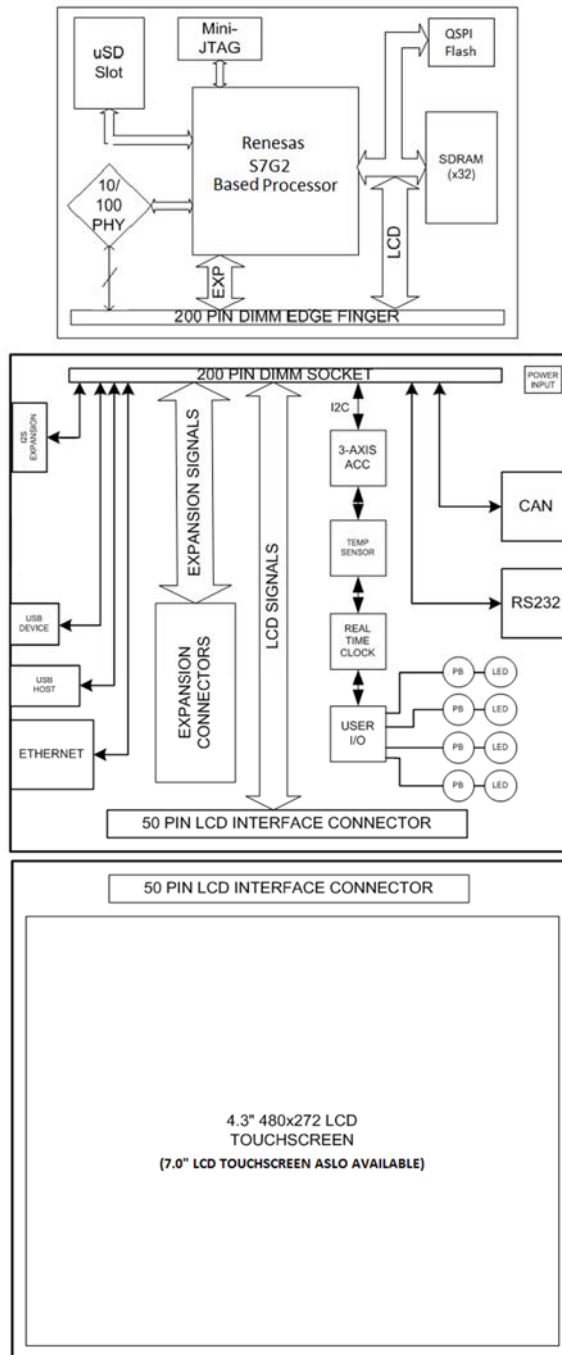 uSD
Slot
Mini-
JTAG
QSPI
Flash
Renesas
S7G2
Based Processor
SDRAM
(x32)
10/
100
PHY
EXP
LCD
200 PIN DIMM EDGE FINGER
200 PIN DIMM SOCKET
POWER
INPUT
I2S
EXPANSION
EXPANSION SIGNALS
LCD SIGNALS
I2C
3-AXIS
ACC
CAN
TEMP
SENSOR
RS232
USB
DEVICE
REAL
TIME
CLOCK
USB
HOST
EXPANSION
CONNECTORS
ETHERNET
USER
I/O
PB
LED
PB
LED
PB
LED
PB
LED
50 PIN LCD INTERFACE CONNECTOR
50 PIN LCD INTERFACE CONNECTOR
4.3" 480x272 LCD
TOUCHSCREEN
(7.0" LCD TOUCHSCREEN ASLO AVAILABLE)